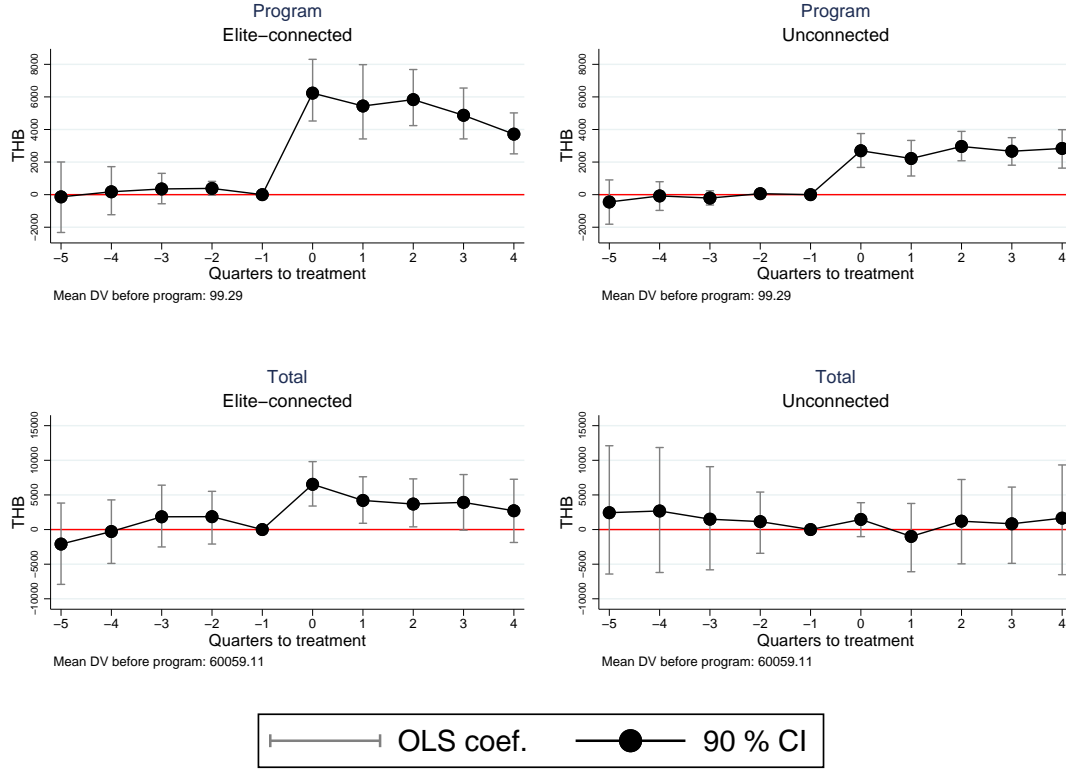 Program
Elite−connected
THB
8000
6000
4000
2000
0
−2000
−5 −4 −3 −2 −1 0 1 2 3 4
Quarters to treatment
Mean DV before program: 99.29
Program
Unconnected
THB
8000
6000
4000
2000
0
−2000
−5 −4 −3 −2 −1 0 1 2 3 4
Quarters to treatment
Mean DV before program: 99.29
Total
Elite−connected
THB
15000
10000
5000
0
−5000
−10000
−5 −4 −3 −2 −1 0 1 2 3 4
Quarters to treatment
Mean DV before program: 60059.11
Total
Unconnected
THB
15000
10000
5000
0
−5000
−10000
−5 −4 −3 −2 −1 0 1 2 3 4
Quarters to treatment
Mean DV before program: 60059.11
OLS coef. 90 % CI